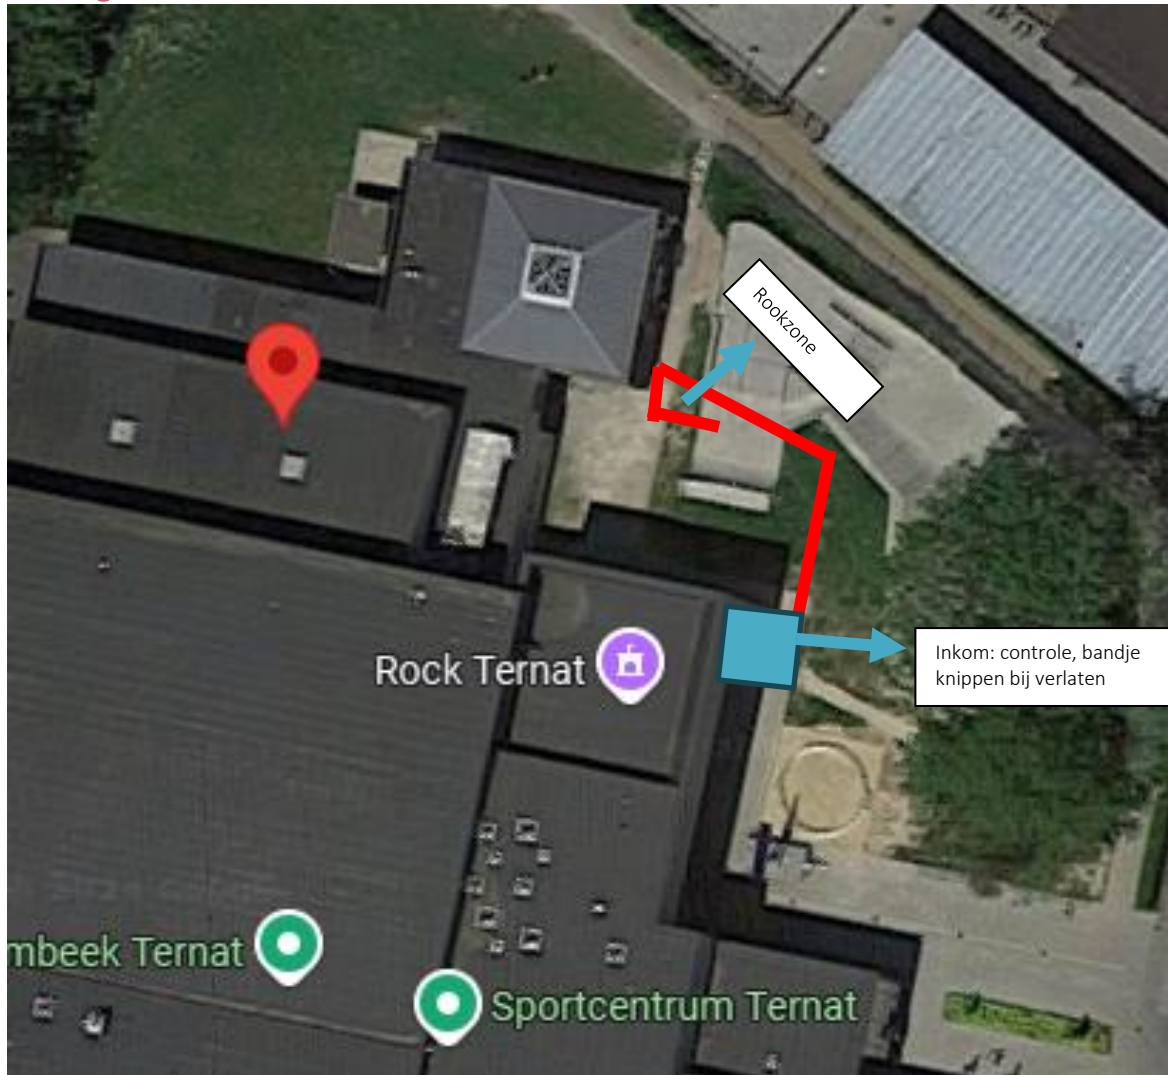 Rookzone
Rock Ternat
Inkom: controle, bandje
knippen bij verlaten
mbeek Ternat
Sportcentrum Ternat